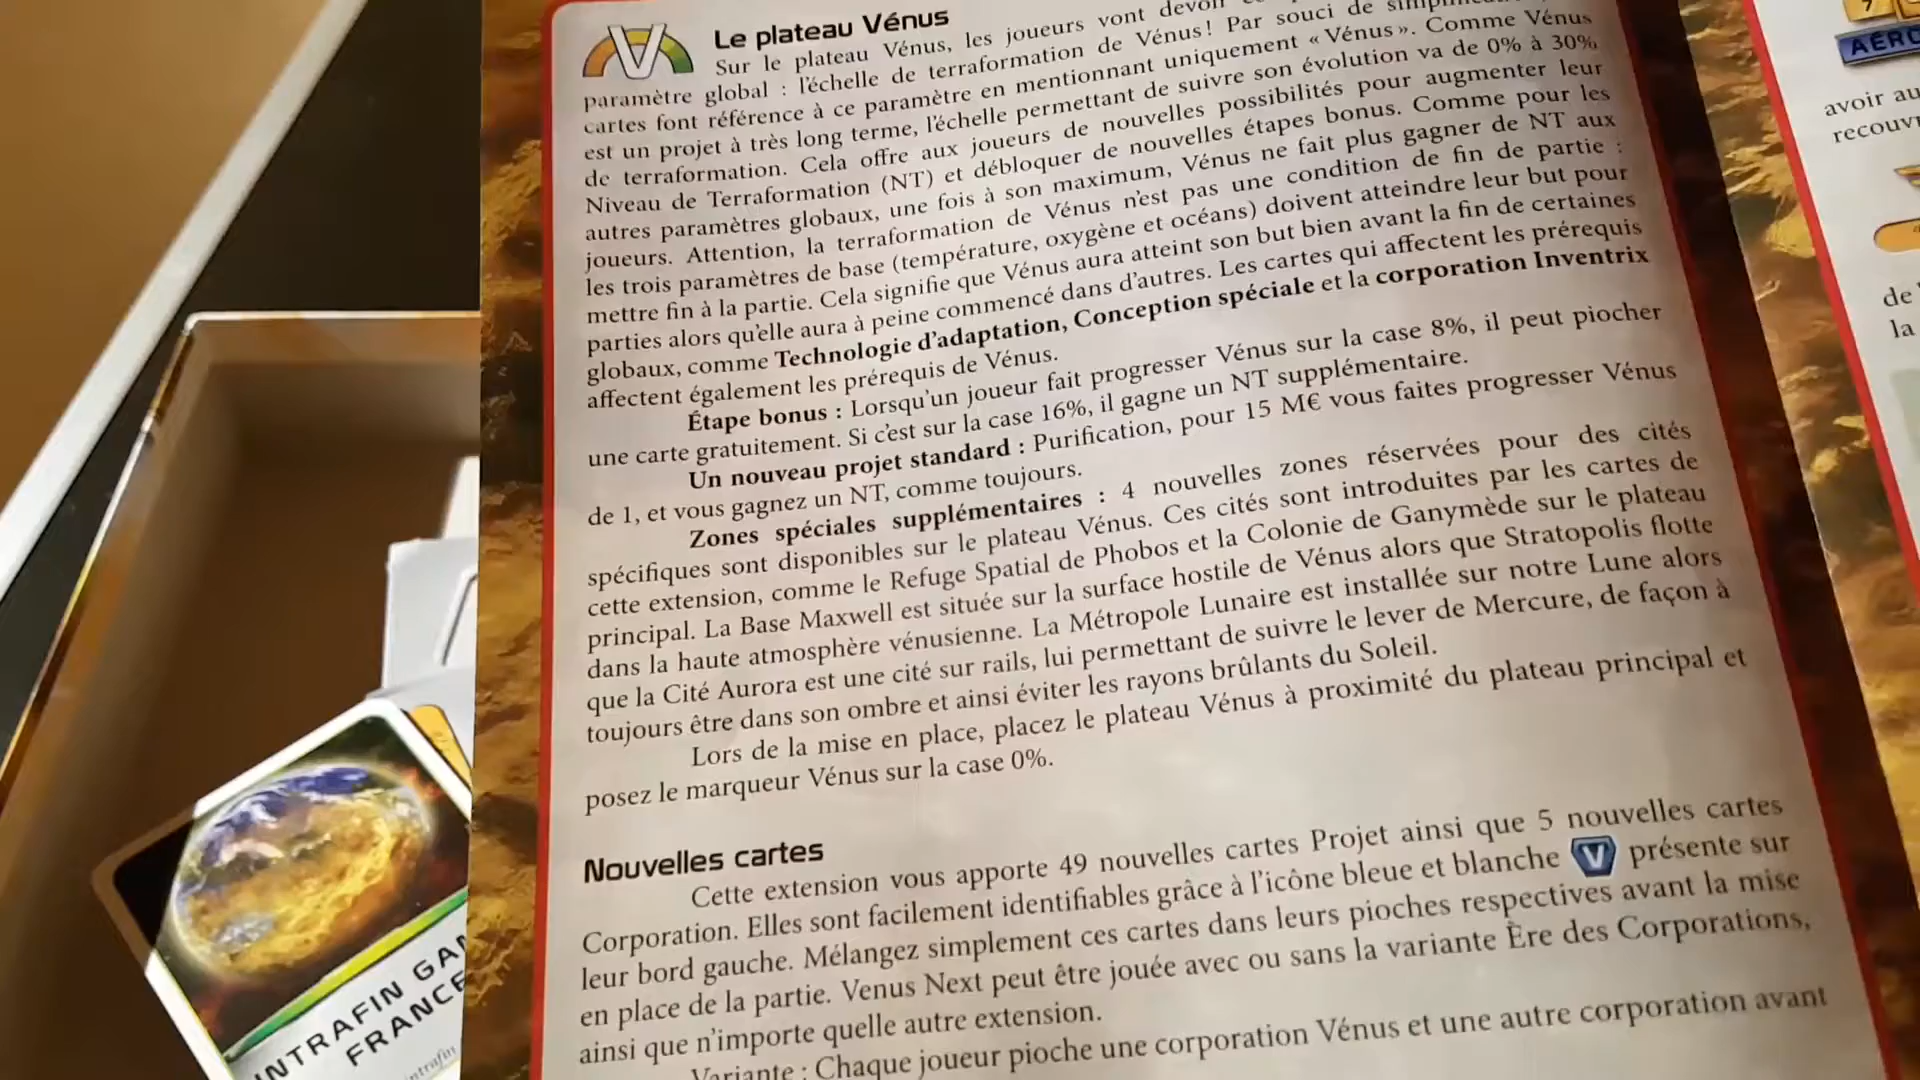 Le plateau Vénus
Sur le plateau Vénus, les joueurs vont
paramètre global : l'échelle de terraformation de Vénus ! Par souci de
cartes font référence à ce paramètre en mentionnant uniquement « Vénus ». Comme Vénus
est un projet à très long terme, l'échelle permettant de suivre son évolution va de 0% à 30%
de terraformation. Cela offre aux joueurs de nouvelles possibilités pour augmenter leur
Niveau de Terraformation (NT) et débloquer de nouvelles étapes bonus. Comme pour les
autres paramètres globaux, une fois à son maximum, Vénus ne fait plus gagner de NT aux
joueurs. Attention, la terraformation de Vénus n'est pas une condition de fin de partie :
les trois paramètres de base (température, oxygène et océans) doivent atteindre leur but pour
mettre fin à la partie. Cela signifie que Vénus aura atteint son but bien avant la fin de certaines
parties alors qu'elle aura à peine commencé dans d'autres. Les cartes qui affectent les prérequis
globaux, comme Technologie d'adaptation, Conception spéciale et la corporation Inventrix
affectent également les prérequis de Vénus.
Étape bonus : Lorsqu'un joueur fait progresser Vénus sur la case 8%, il peut piocher
une carte gratuitement. Si c'est sur la case 16%, il gagne un NT supplémentaire.
Un nouveau projet standard : Purification, pour 15 M€ vous faites progresser Vénus
de 1, et vous gagnez un NT, comme toujours.
Zones spéciales supplémentaires : 4 nouvelles zones réservées pour des cités
spécifiques sont disponibles sur le plateau Vénus. Ces cités sont introduites par les cartes de
cette extension, comme le Refuge Spatial de Phobos et la Colonie de Ganymède sur le plateau
principal. La Base Maxwell est située sur la surface hostile de Vénus alors que Stratopolis flotte
dans la haute atmosphère vénusienne. La Métropole Lunaire est installée sur notre Lune alors
que la Cité Aurora est une cité sur rails, lui permettant de suivre le lever de Mercure, de façon à
toujours être dans son ombre et ainsi éviter les rayons brûlants du Soleil.
Lors de la mise en place, placez le plateau Vénus à proximité du plateau principal et
posez le marqueur Vénus sur la case 0%.
Nouvelles cartes
Cette extension vous apporte 49 nouvelles cartes Projet ainsi que 5 nouvelles cartes
Corporation. Elles sont facilement identifiables grâce à l'icône bleue et blanche V présente sur
leur bord gauche. Mélangez simplement ces cartes dans leurs pioches respectives avant la mise
en place de la partie. Venus Next peut être jouée avec ou sans la variante Ère des Corporations,
ainsi que n'importe quelle autre extension.
Variante : Chaque joueur pioche une corporation Vénus et une autre corporation avant
INTRAFIN GA
FRANCE
intrafin
7
AÉRO
avoir au
recouvr
de
la